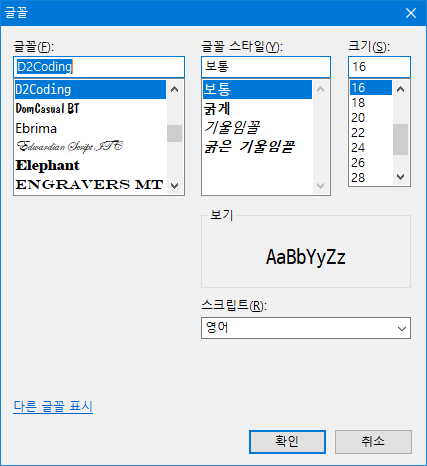 글꼴
글꼴(F):
D2Coding
D2Coding
DomCasual BT
Ebrima
Edwardian Script ITC
Elephant
ENGRAVERS MT
글꼴 스타일(Y):
보통
보통
굵게
기울임꼴
굵은 기울임꼴
크기(S):
16
16
18
20
22
24
26
28
보기
AaBbYyZz
스크립트(R):
영어
다른 글꼴 표시
확인
취소